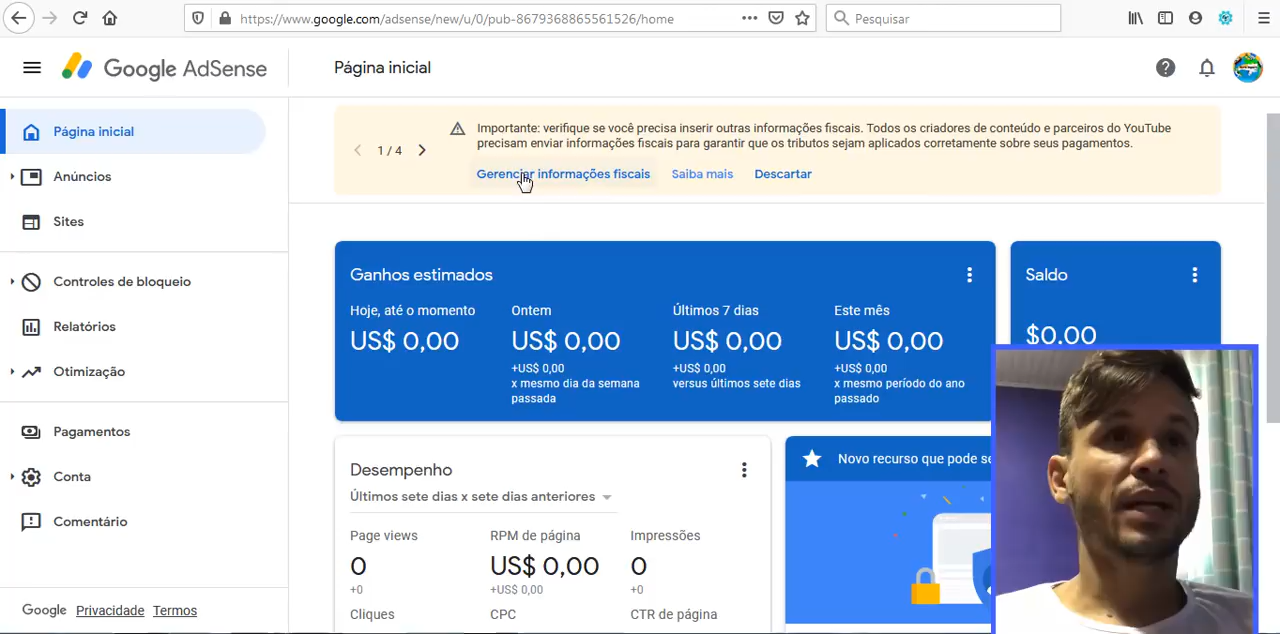 https://www.google.com/adsense/new/u/0/pub-8679368865561526/home
Pesquisar
Google AdSense
Página inicial
Página inicial
Anúncios
Sites
Controles de bloqueio
Relatórios
Otimização
Pagamentos
Conta
Comentário
Google Privacidade Termos
1 / 4
Importante: verifique se você precisa inserir outras informações fiscais. Todos os criadores de conteúdo e parceiros do YouTube
precisam enviar informações fiscais para garantir que os tributos sejam aplicados corretamente sobre seus pagamentos.
Gerenciar informações fiscais Saiba mais Descartar
Ganhos estimados
Hoje, até o momento
US$ 0,00
Ontem
US$ 0,00
+US$ 0,00
x mesmo dia da semana
passada
Últimos 7 dias
US$ 0,00
+US$ 0,00
versus últimos sete dias
Este mês
US$ 0,00
+US$ 0,00
x mesmo período do ano
passado
Saldo
$0.00
Desempenho
Últimos sete dias x sete dias anteriores
Page views
0
+0
RPM de página
US$ 0,00
+US$ 0,00
Impressões
0
+0
Cliques
CPC
CTR de página
Novo recurso que pode